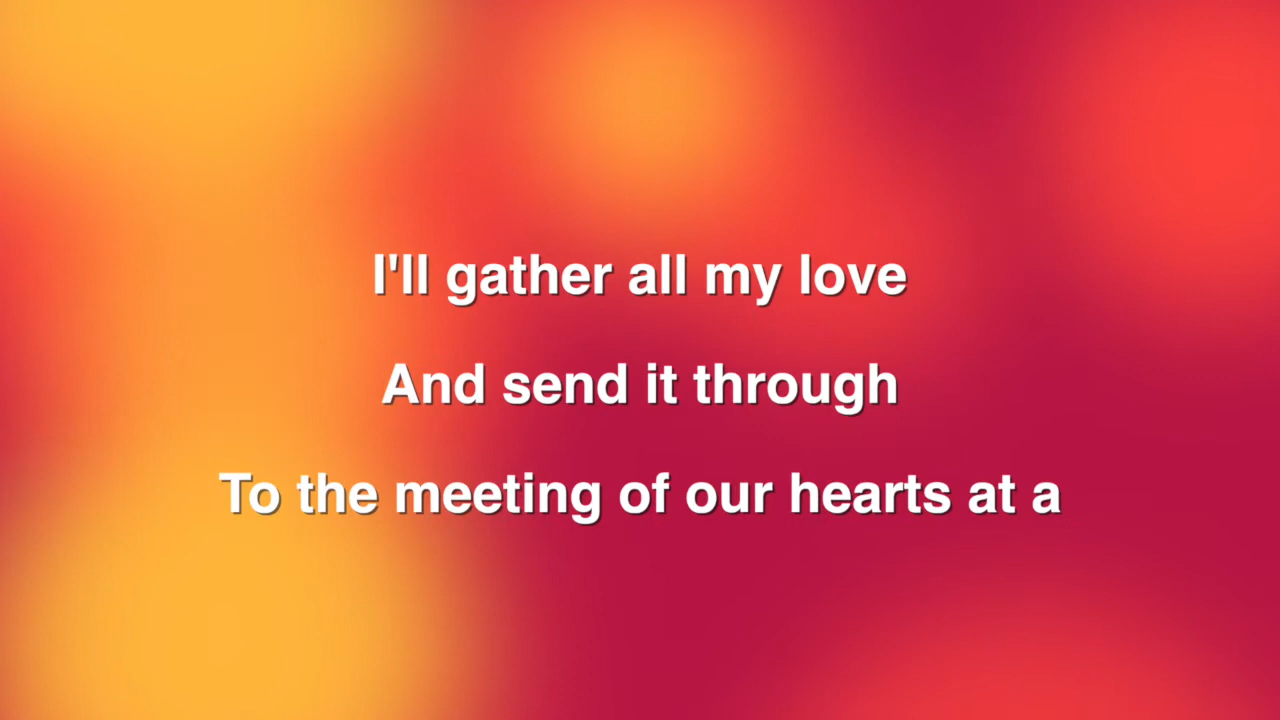 I'll gather all my love
And send it through
To the meeting of our hearts at a